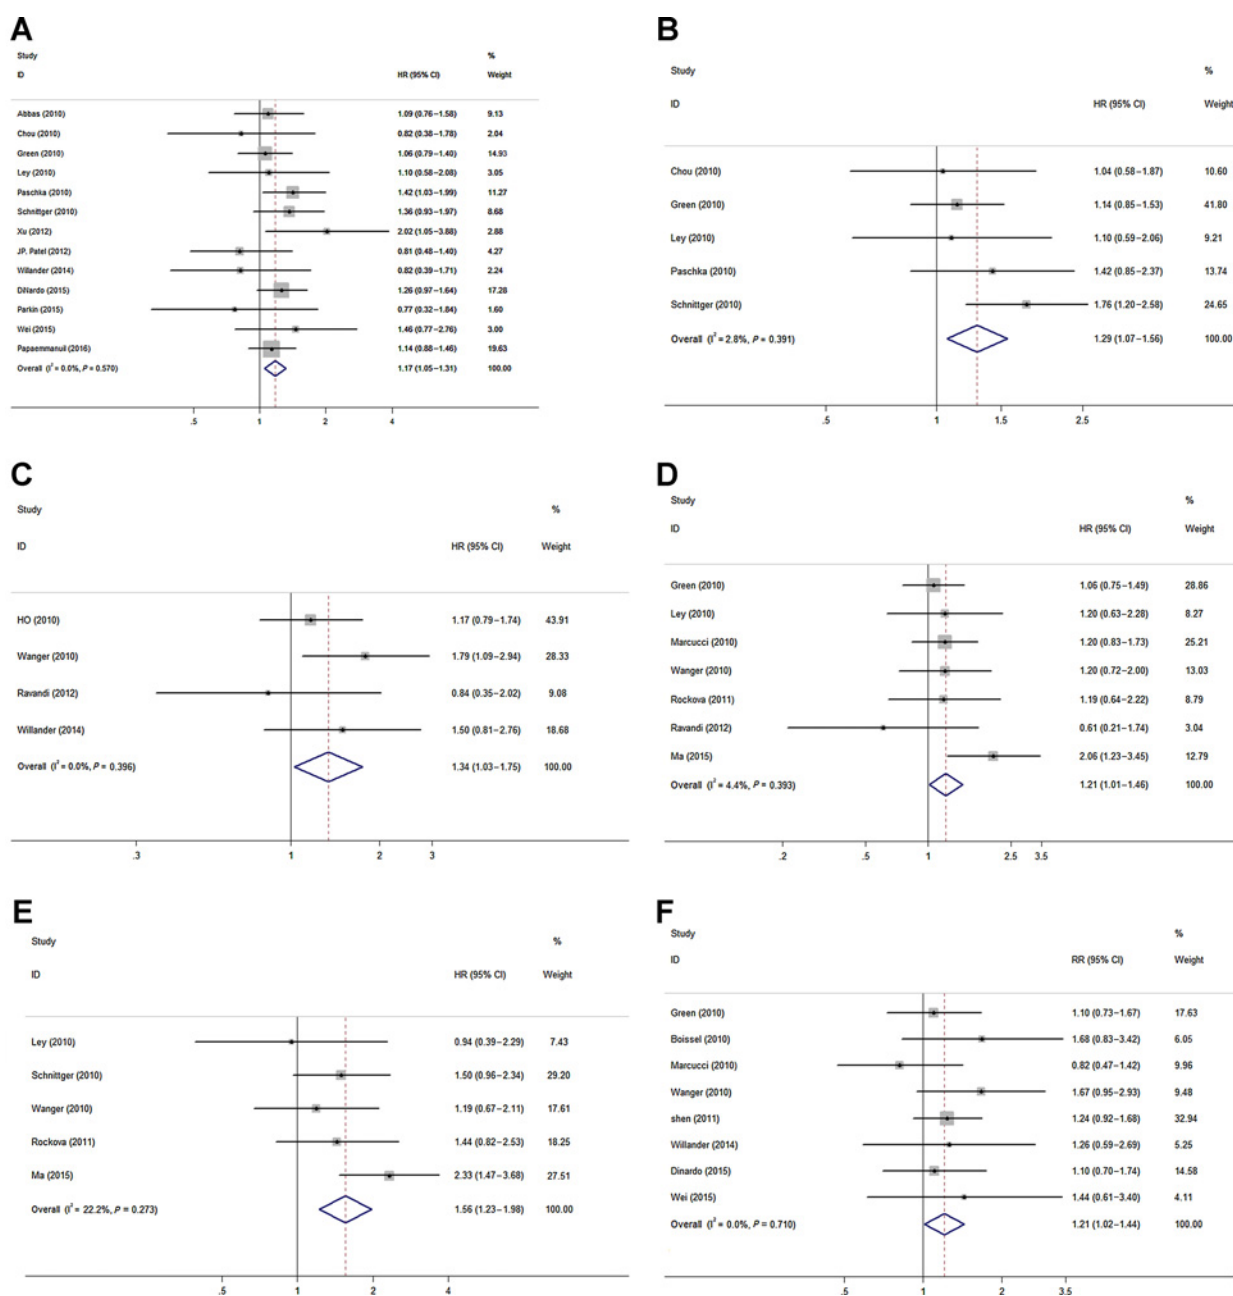 A
Study %
ID HR (95% CI) Weight
Abbas (2010) 1.09 (0.76–1.58) 9.13
Chou (2010) 0.82 (0.38–1.78) 2.04
Green (2010) 1.06 (0.79–1.40) 14.93
Ley (2010) 1.10 (0.58–2.08) 3.05
Paschka (2010) 1.42 (1.03–1.99) 11.27
Schnittger (2010) 1.36 (0.93–1.97) 8.68
Xu (2012) 2.02 (1.05–3.88) 2.88
JP. Patel (2012) 0.81 (0.48–1.40) 4.27
Willander (2014) 0.82 (0.39–1.71) 2.24
DiNardo (2015) 1.26 (0.97–1.64) 17.28
Parkin (2015) 0.77 (0.32–1.84) 1.60
Wei (2015) 1.46 (0.77–2.76) 3.00
Papaemmanuil (2016) 1.14 (0.88–1.46) 19.63
Overall (I² = 0.0%, P = 0.570) 1.17 (1.05–1.31) 100.00
.5 1 2 4
B
Study %
ID HR (95% CI) Weight
Chou (2010) 1.04 (0.58–1.87) 10.60
Green (2010) 1.14 (0.85–1.53) 41.80
Ley (2010) 1.10 (0.59–2.06) 9.21
Paschka (2010) 1.42 (0.85–2.37) 13.74
Schnittger (2010) 1.76 (1.20–2.58) 24.65
Overall (I² = 2.8%, P = 0.391) 1.29 (1.07–1.56) 100.00
.5 1 1.5 2.5
C
Study %
ID HR (95% CI) Weight
HO (2010) 1.17 (0.79–1.74) 43.91
Wanger (2010) 1.79 (1.09–2.94) 28.33
Ravandi (2012) 0.84 (0.35–2.02) 9.08
Willander (2014) 1.50 (0.81–2.76) 18.68
Overall (I² = 0.0%, P = 0.396) 1.34 (1.03–1.75) 100.00
.3 1 2 3
D
Study %
ID HR (95% CI) Weight
Green (2010) 1.06 (0.75–1.49) 28.86
Ley (2010) 1.20 (0.63–2.28) 8.27
Marcucci (2010) 1.20 (0.83–1.73) 25.21
Wanger (2010) 1.20 (0.72–2.00) 13.03
Rockova (2011) 1.19 (0.64–2.22) 8.79
Ravandi (2012) 0.61 (0.21–1.74) 3.04
Ma (2015) 2.06 (1.23–3.45) 12.79
Overall (I² = 4.4%, P = 0.393) 1.21 (1.01–1.46) 100.00
.2 .5 1 2.5 3.5
E
Study %
ID HR (95% CI) Weight
Ley (2010) 0.94 (0.39–2.29) 7.43
Schnittger (2010) 1.50 (0.96–2.34) 29.20
Wanger (2010) 1.19 (0.67–2.11) 17.61
Rockova (2011) 1.44 (0.82–2.53) 18.25
Ma (2015) 2.33 (1.47–3.68) 27.51
Overall (I² = 22.2%, P = 0.273) 1.56 (1.23–1.98) 100.00
.5 1 2 4
F
Study %
ID RR (95% CI) Weight
Green (2010) 1.10 (0.73–1.67) 17.63
Boissel (2010) 1.68 (0.83–3.42) 6.05
Marcucci (2010) 0.82 (0.47–1.42) 9.96
Wanger (2010) 1.67 (0.95–2.93) 9.48
shen (2011) 1.24 (0.92–1.68) 32.94
Willander (2014) 1.26 (0.59–2.69) 5.25
Dinardo (2015) 1.10 (0.70–1.74) 14.58
Wei (2015) 1.44 (0.61–3.40) 4.11
Overall (I² = 0.0%, P = 0.710) 1.21 (1.02–1.44) 100.00
.5 1 2 3.5